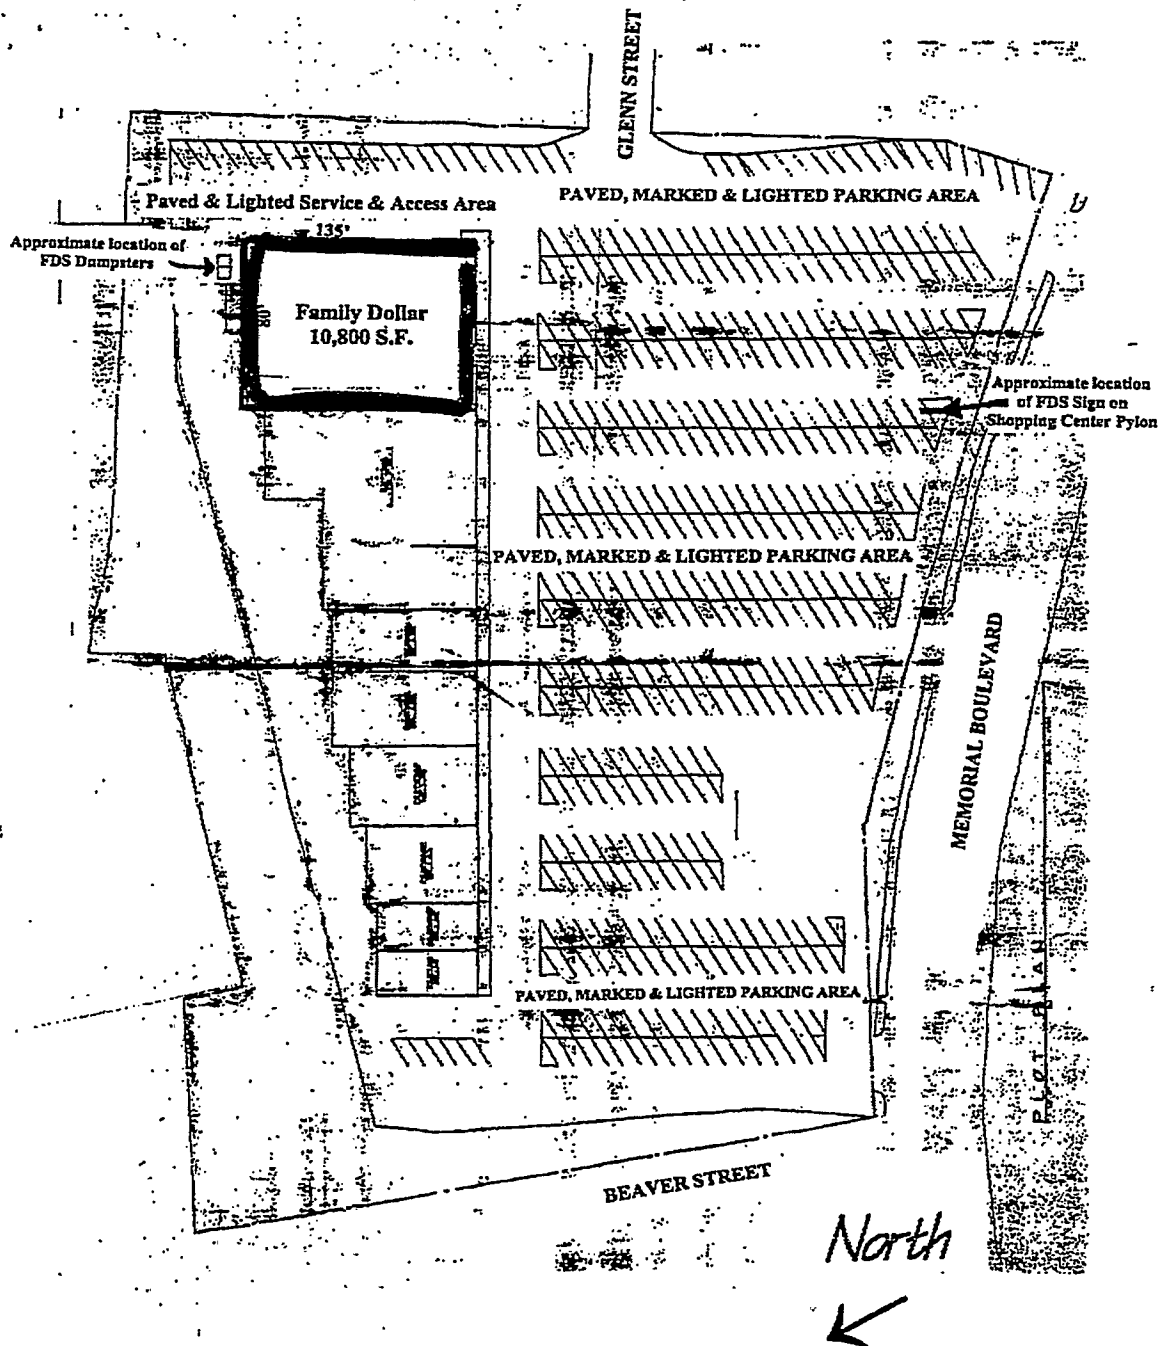 GLENN STREET
Paved & Lighted Service & Access Area
PAVED, MARKED & LIGHTED PARKING AREA
135'
Approximate location of
FDS Dumpsters
80'
Family Dollar
10,800 S.F.
Approximate location
of FDS Sign on
Shopping Center Pylon
PAVED, MARKED & LIGHTED PARKING AREA
MEMORIAL BOULEVARD
PAVED, MARKED & LIGHTED PARKING AREA
PLOT PLAN
BEAVER STREET
North